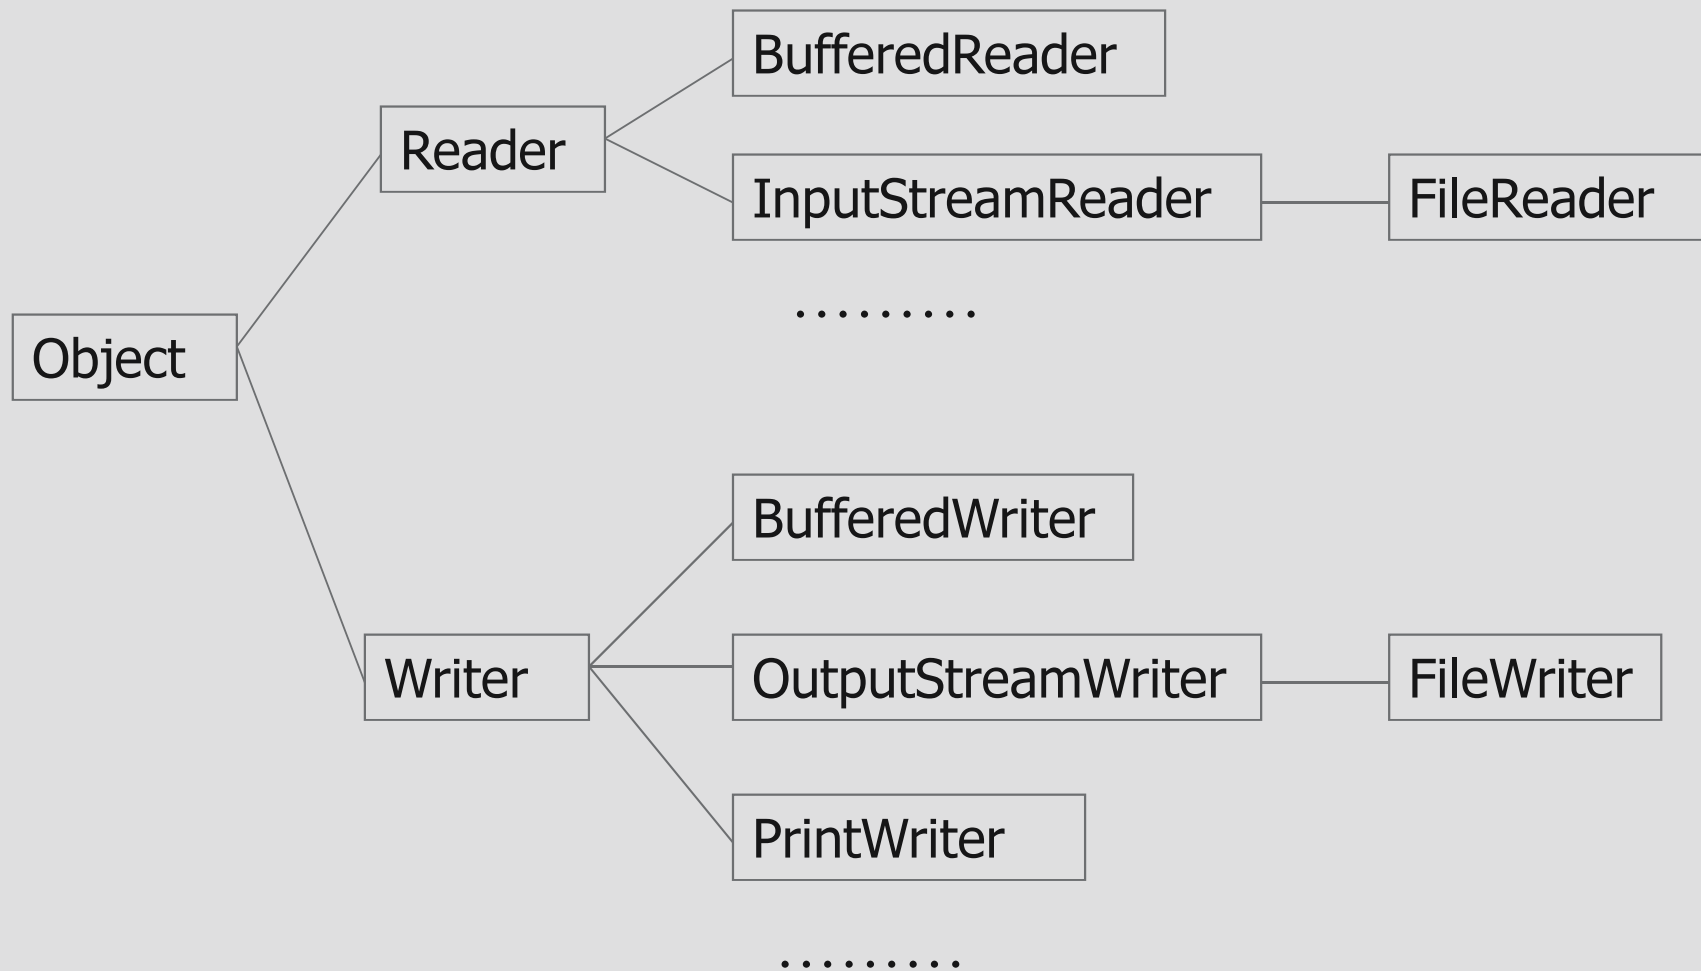 BufferedReader
Reader
InputStreamReader
FileReader
.........
Object
BufferedWriter
Writer
OutputStreamWriter
FileWriter
PrintWriter
.........